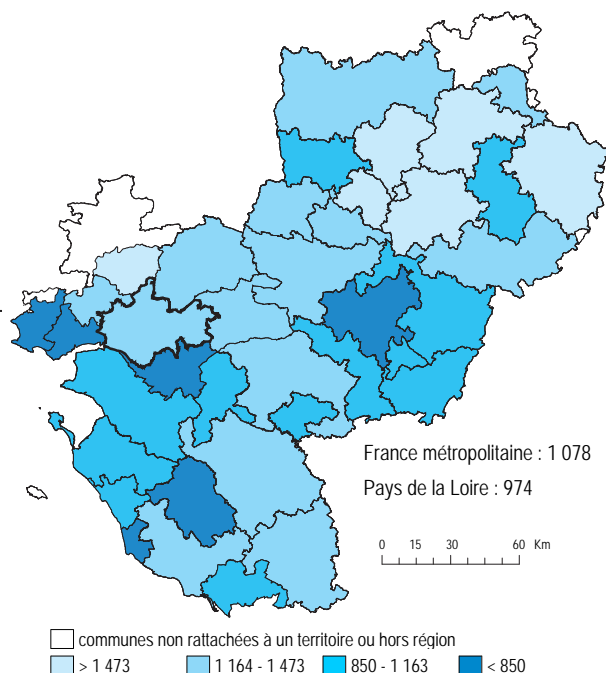 France métropolitaine : 1 078
Pays de la Loire : 974
0 15 30 60 Km
communes non rattachées à un territoire ou hors région
> 1 473 1 164 - 1 473 850 - 1 163 < 850